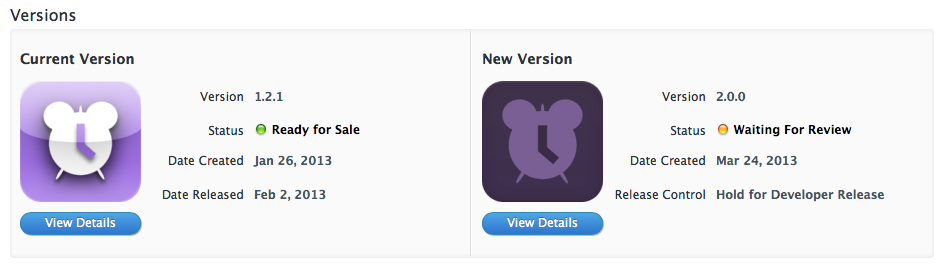 Versions
Current Version
Version 1.2.1
Status Ready for Sale
Date Created Jan 26, 2013
Date Released Feb 2, 2013
View Details
New Version
Version 2.0.0
Status Waiting For Review
Date Created Mar 24, 2013
Release Control Hold for Developer Release
View Details